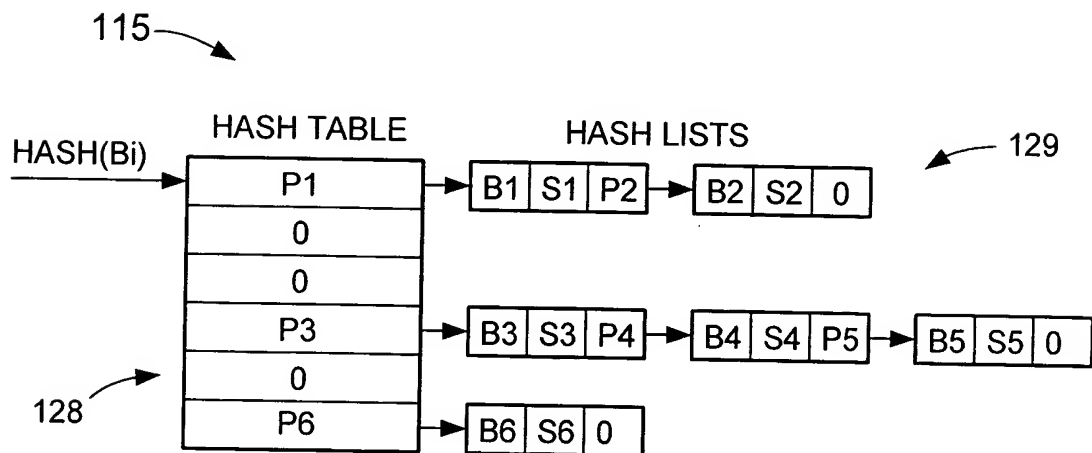 115
HASH TABLE
HASH LISTS
HASH(Bi)
129
P1
B1 S1 P2
B2 S2 0
0
0
P3
B3 S3 P4
B4 S4 P5
B5 S5 0
0
128
P6
B6 S6 0